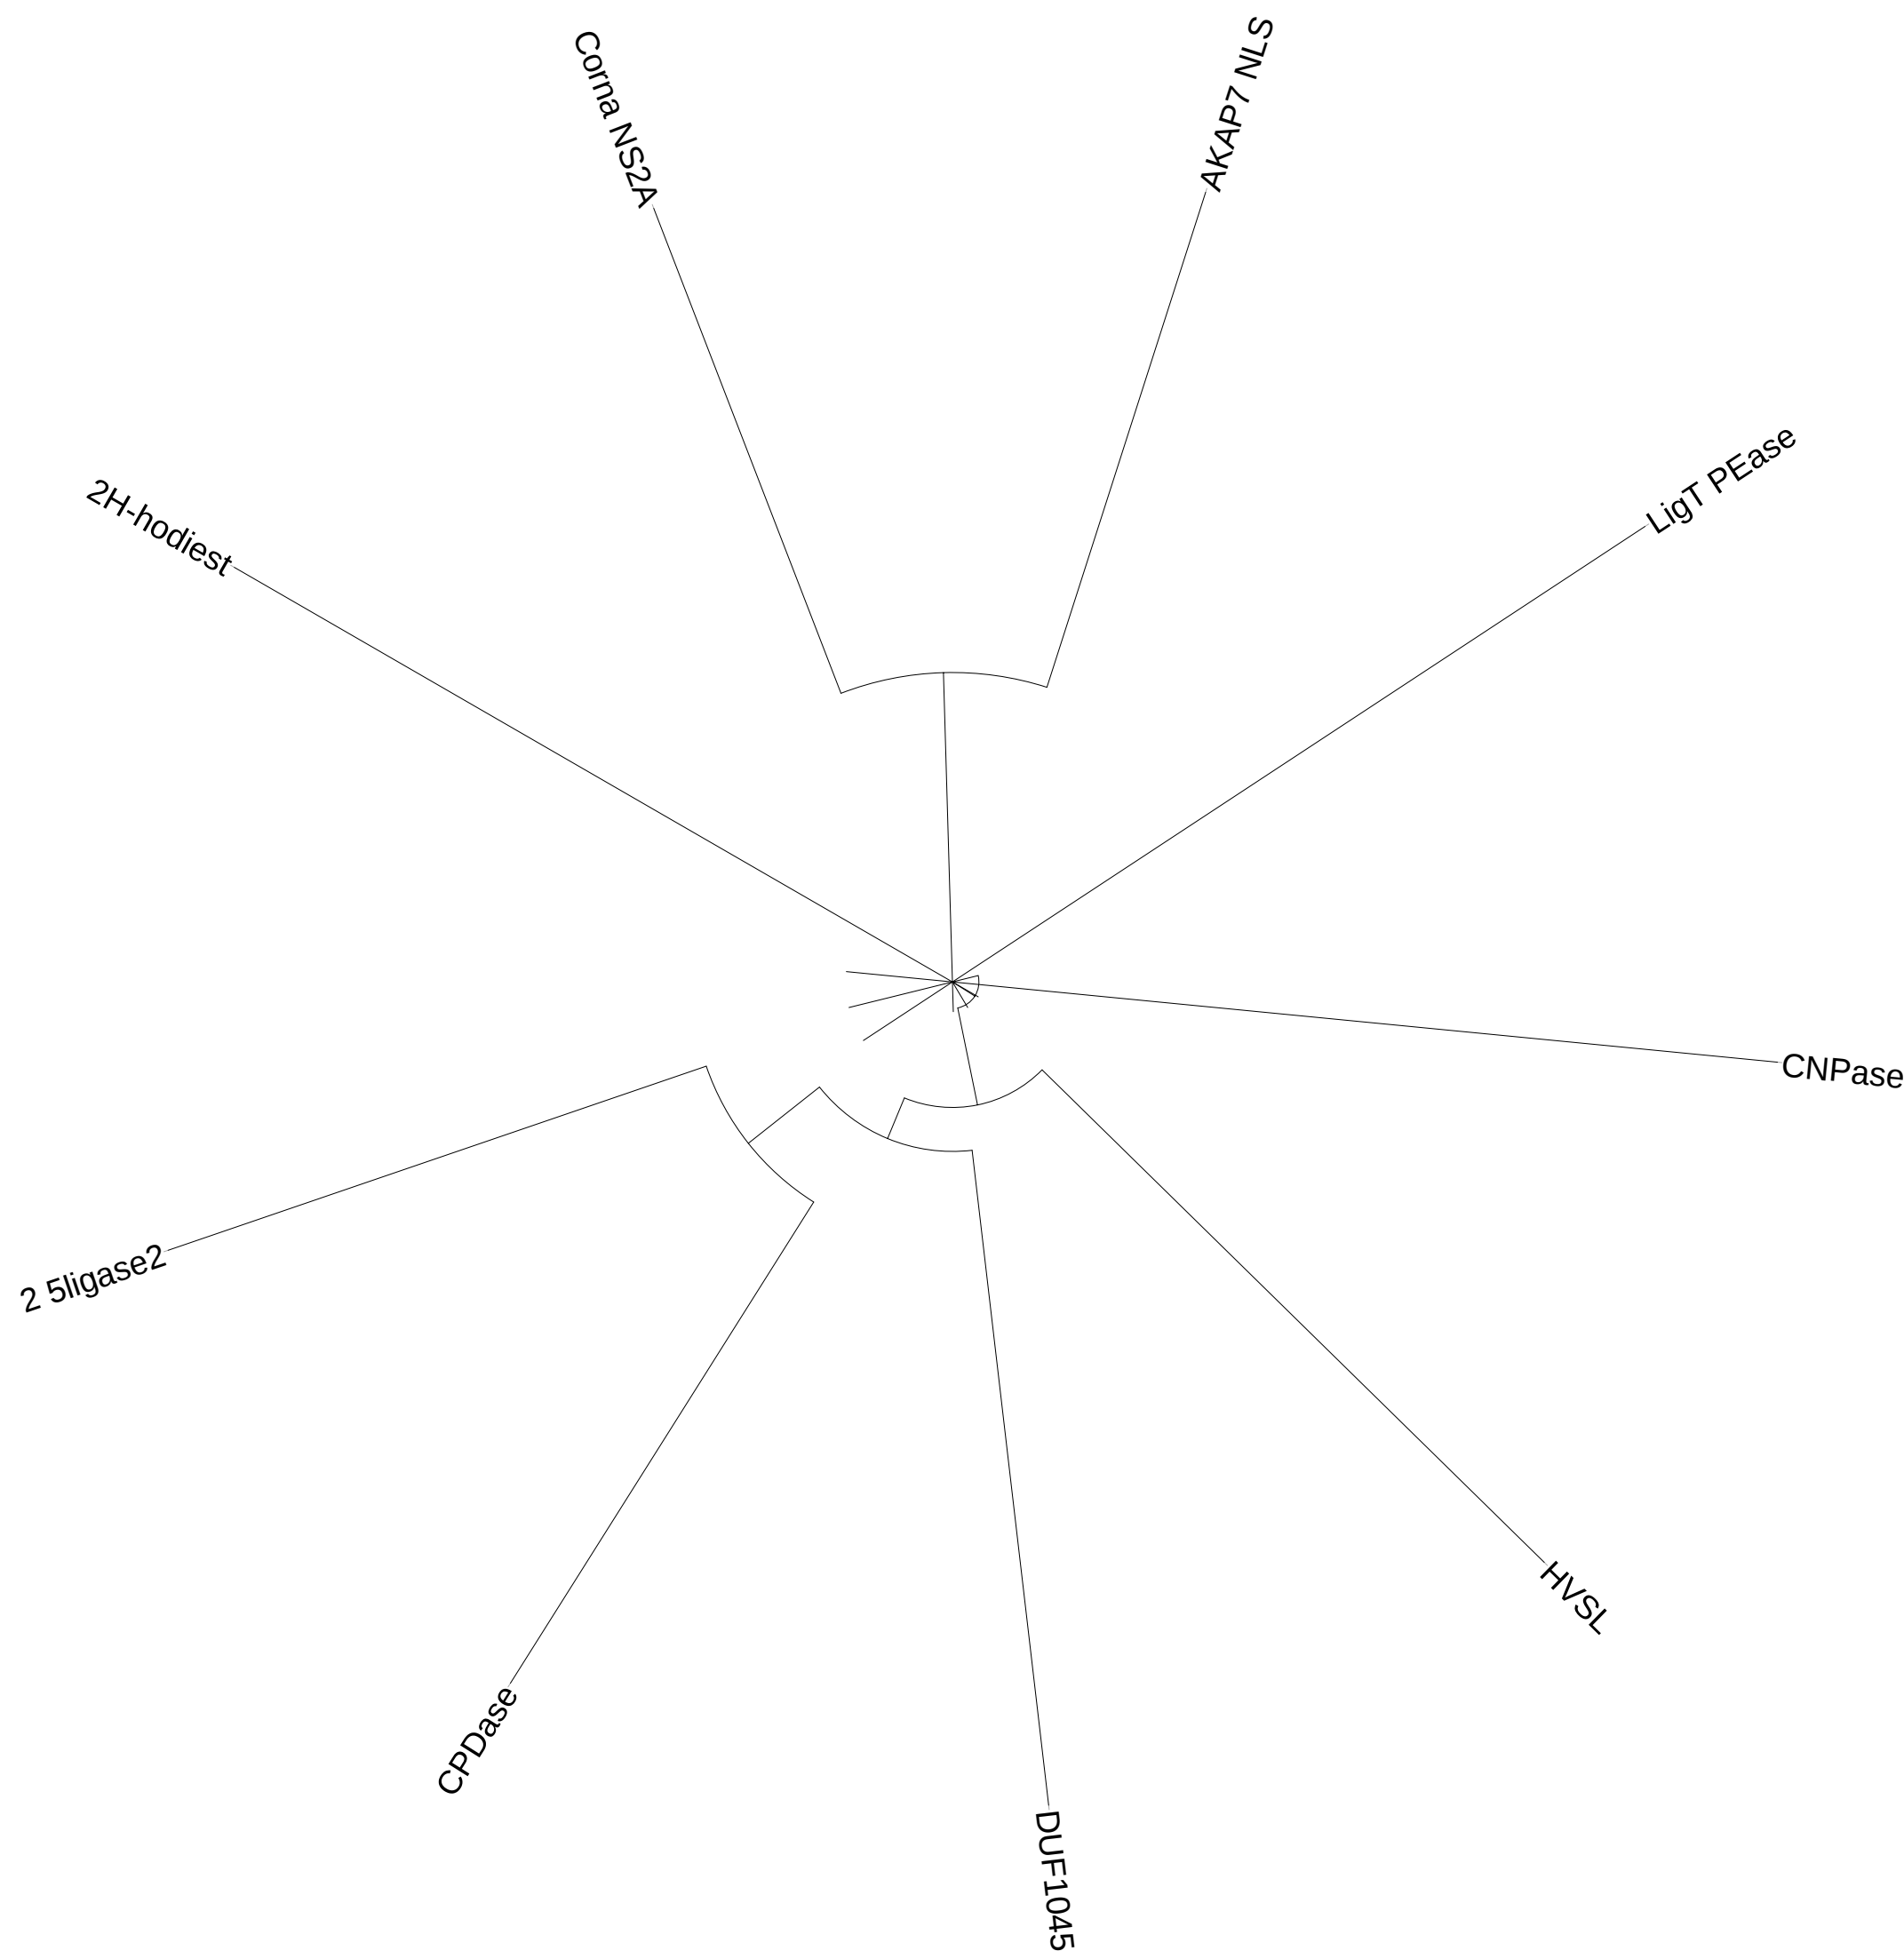 Corna NS2A
AKAP7 NLS
LigT PEase
2H-hodiest
CNPase
2 5ligase2
HVSL
CPDase
DUF1045